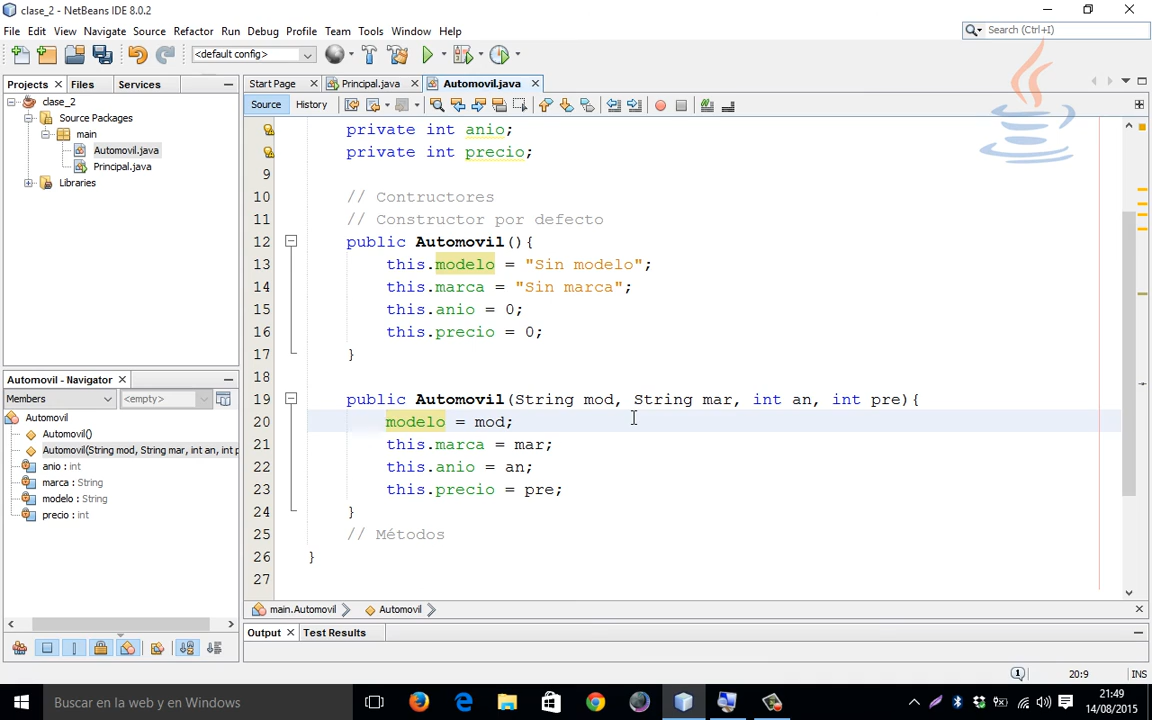 clase_2 - NetBeans IDE 8.0.2
File Edit View Navigate Source Refactor Run Debug Profile Team Tools Window Help
Search (Ctrl+I)
<default config>
Projects Files Services
Start Page Principal.java Automovil.java
Source History
clase_2
Source Packages
main
Automovil.java
Principal.java
Libraries
private int anio;
private int precio;
9
10 // Contructores
11 // Constructor por defecto
12 public Automovil(){
13 this.modelo = "Sin modelo";
14 this.marca = "Sin marca";
15 this.anio = 0;
16 this.precio = 0;
17 }
18
19 public Automovil(String mod, String mar, int an, int pre){
20 modelo = mod;
21 this.marca = mar;
22 this.anio = an;
23 this.precio = pre;
24 }
25 // Métodos
26 }
27
Automovil - Navigator
Members <empty>
Automovil
Automovil()
Automovil(String mod, String mar, int an, int p
anio : int
marca : String
modelo : String
precio : int
main.Automovil Automovil
Output Test Results
1 20:9 INS
Buscar en la web y en Windows
21:49
14/08/2015